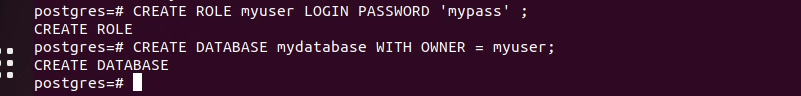 postgres=# CREATE ROLE myuser LOGIN PASSWORD 'mypass' ;
CREATE ROLE
postgres=# CREATE DATABASE mydatabase WITH OWNER = myuser;
CREATE DATABASE
postgres=#